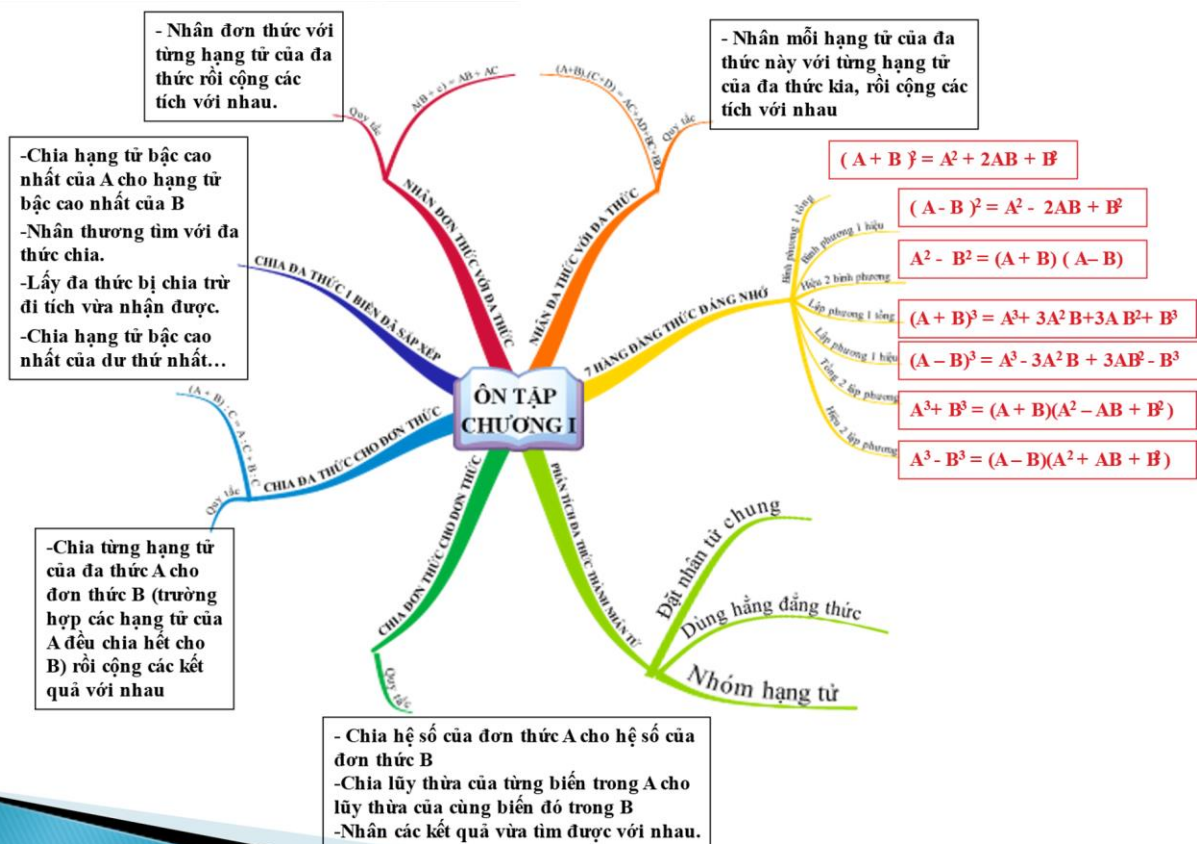 - Nhân đơn thức với
từng hạng tử của đa
thức rồi cộng các
tích với nhau.
Quy tắc
A(B + c) = AB + AC
NHÂN ĐƠN THỨC VỚI ĐA THỨC
(A+B).(C+D) = AC+AD+BC+BD
Quy tắc
- Nhân mỗi hạng tử của đa
thức này với từng hạng tử
của đa thức kia, rồi cộng các
tích với nhau
NHÂN ĐA THỨC VỚI ĐA THỨC
-Chia hạng tử bậc cao
nhất của A cho hạng tử
bậc cao nhất của B
-Nhân thương tìm với đa
thức chia.
-Lấy đa thức bị chia trừ
đi tích vừa nhận được.
-Chia hạng tử bậc cao
nhất của dư thứ nhất…
CHIA ĐA THỨC 1 BIẾN ĐÃ SẮP XẾP
7 HẰNG ĐẲNG THỨC ĐÁNG NHỚ
Bình phương 1 tổng
( A + B )² = A² + 2AB + B²
Bình phương 1 hiệu
( A - B )² = A² - 2AB + B²
Hiệu 2 bình phương
A² - B² = (A + B) ( A– B)
Lập phương 1 tổng
(A + B)³ = A³+ 3A²B+3AB²+ B³
Lập phương 1 hiệu
(A – B)³ = A³ - 3A²B + 3AB² - B³
Tổng 2 lập phương
A³+ B³ = (A + B)(A² – AB + B²)
Hiệu 2 lập phương
A³ - B³ = (A – B)(A² + AB + B²)
ÔN TẬP
CHƯƠNG I
(A + B) : C = A : C + B : C
CHIA ĐA THỨC CHO ĐƠN THỨC
Quy tắc
-Chia từng hạng tử
của đa thức A cho
đơn thức B (trường
hợp các hạng tử của
A đều chia hết cho
B) rồi cộng các kết
quả với nhau
CHIA ĐƠN THỨC CHO ĐƠN THỨC
Quy tắc
- Chia hệ số của đơn thức A cho hệ số của
đơn thức B
-Chia lũy thừa của từng biến trong A cho
lũy thừa của cùng biến đó trong B
-Nhân các kết quả vừa tìm được với nhau.
PHÂN TÍCH ĐA THỨC THÀNH NHÂN TỬ
Đặt nhân tử chung
Dùng hằng đẳng thức
Nhóm hạng tử